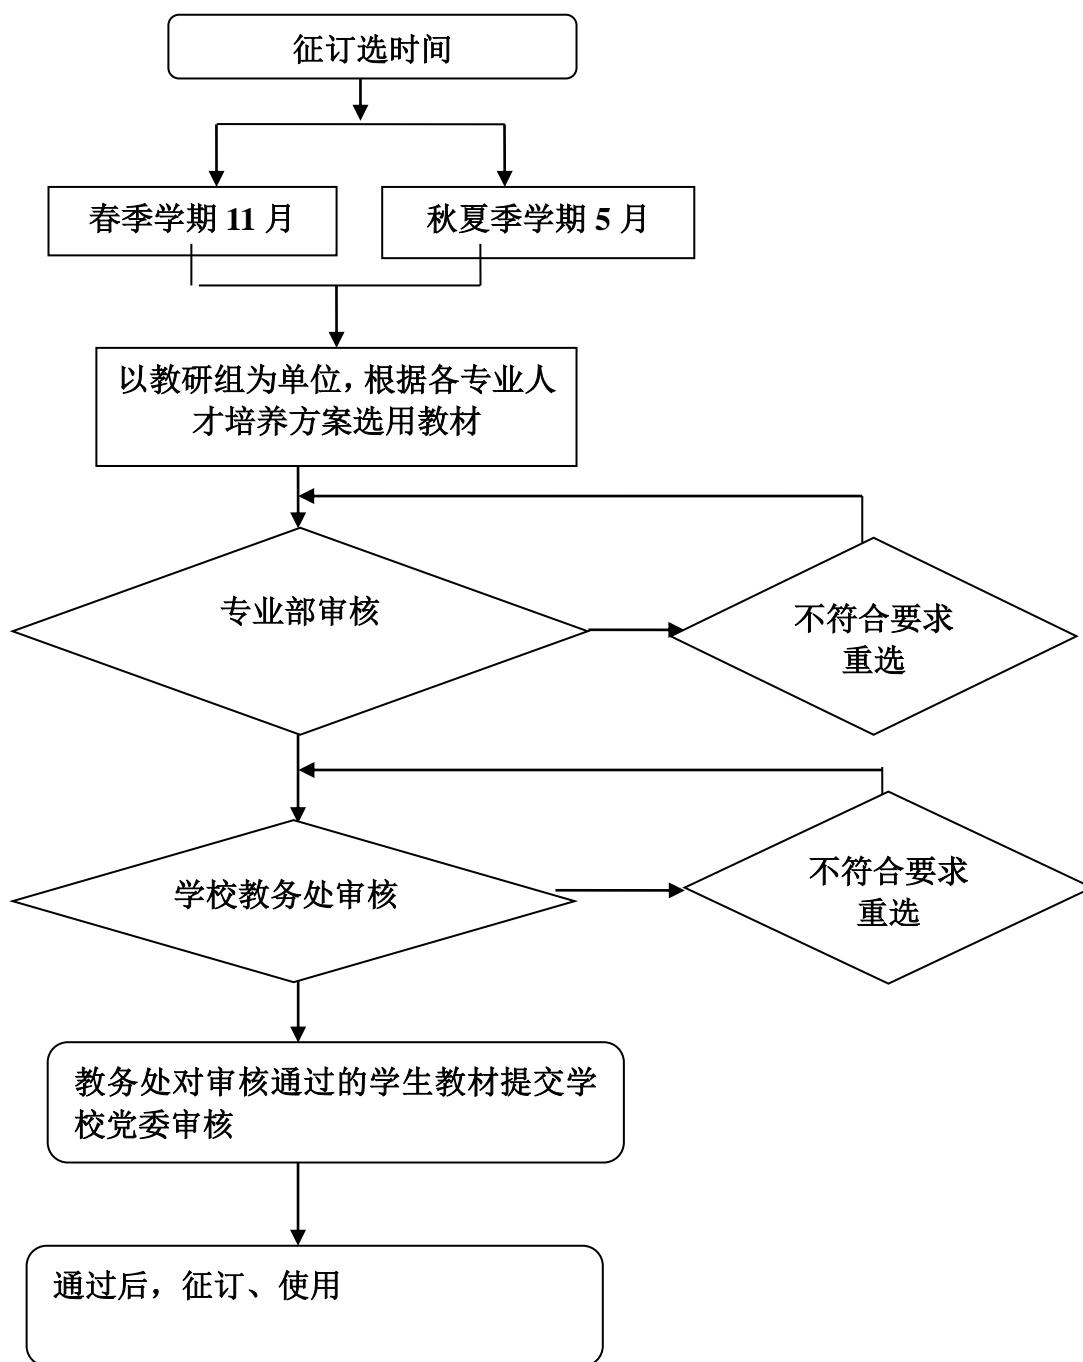 征订选时间
春季学期 11 月
秋夏季学期 5 月
以教研组为单位，根据各专业人
才培养方案选用教材
专业部审核
不符合要求
重选
学校教务处审核
不符合要求
重选
教务处对审核通过的学生教材提交学
校党委审核
通过后，征订、使用